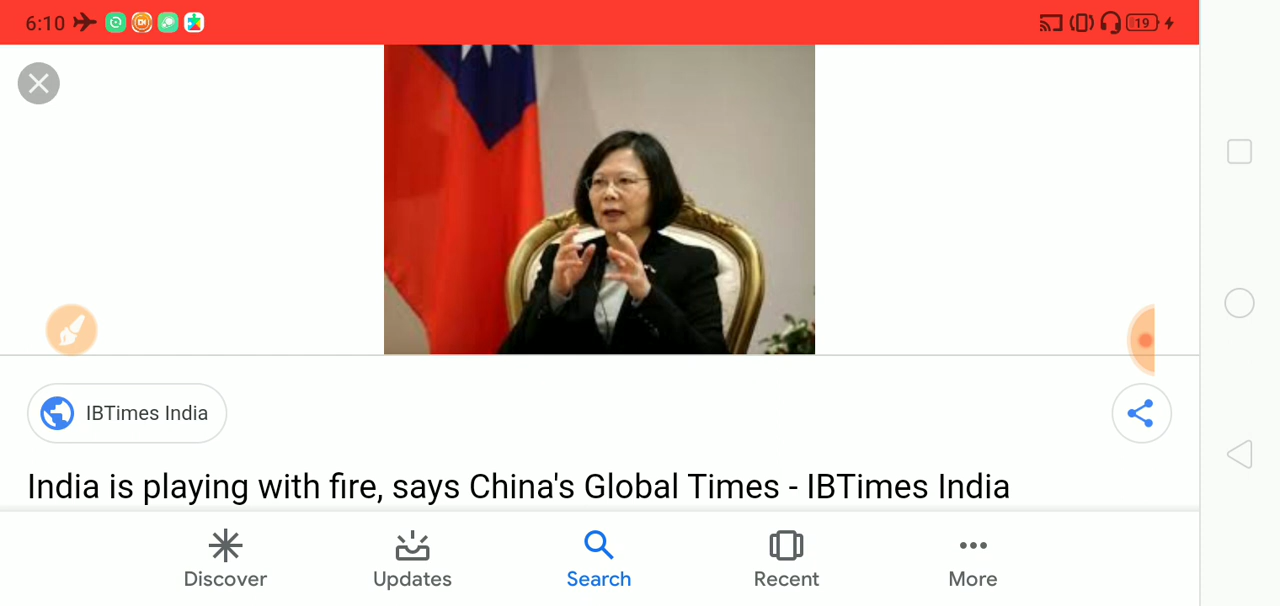 6:10
19
IBTimes India
India is playing with fire, says China's Global Times - IBTimes India
Discover
Updates
Search
Recent
More